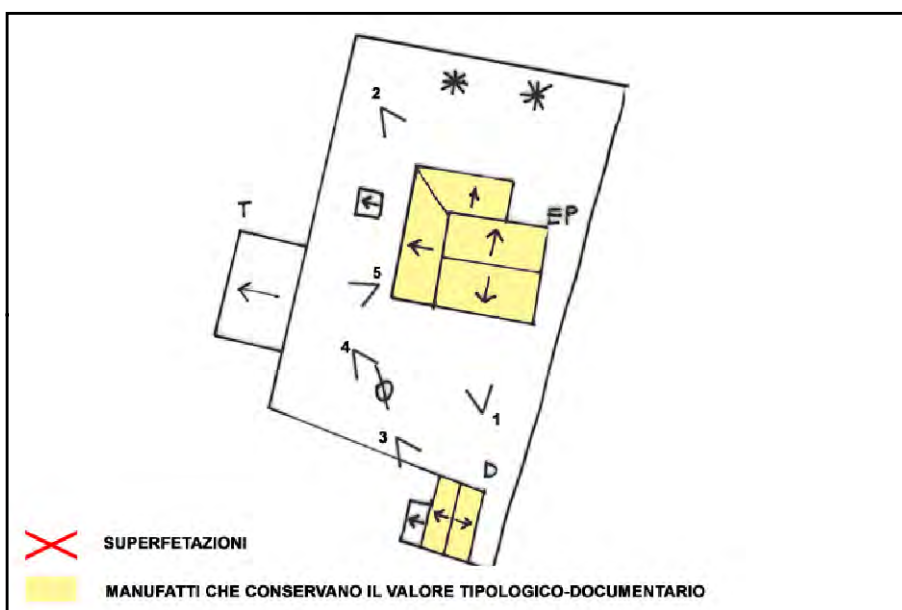 2
T
EP
5
4
1
3
D
SUPERFETAZIONI
MANUFATTI CHE CONSERVANO IL VALORE TIPOLOGICO-DOCUMENTARIO